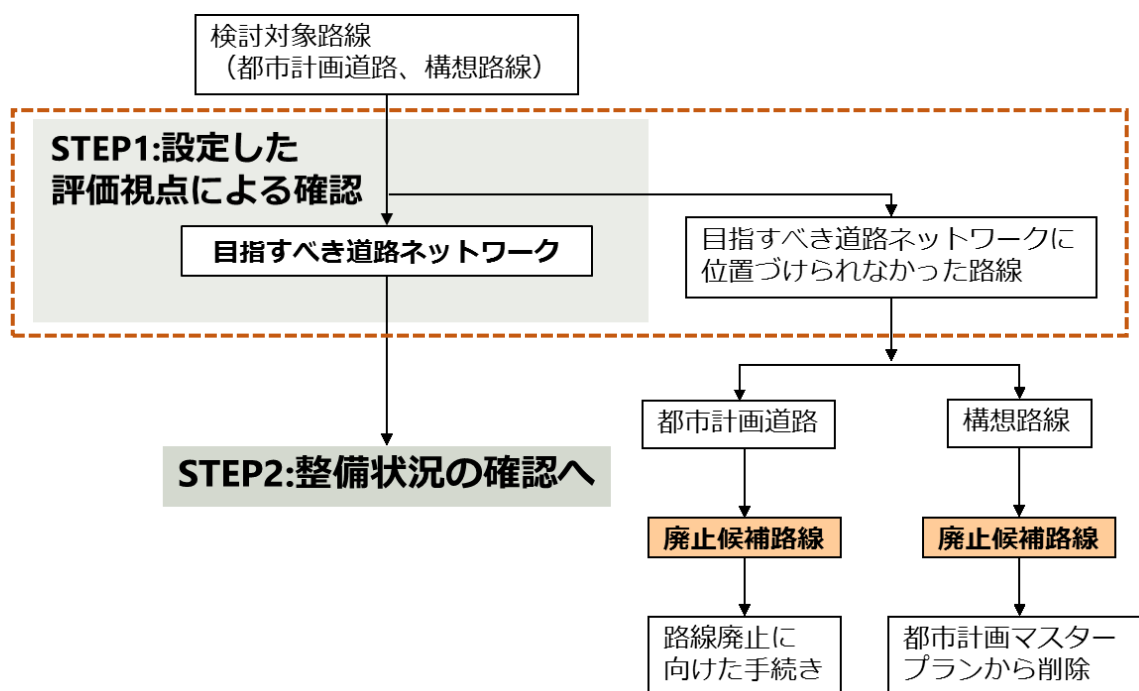 検討対象路線
（都市計画道路、構想路線）
STEP1:設定した
評価視点による確認
目指すべき道路ネットワーク
目指すべき道路ネットワークに
位置づけられなかった路線
都市計画道路
構想路線
STEP2:整備状況の確認へ
廃止候補路線
廃止候補路線
路線廃止に
向けた手続き
都市計画マスター
プランから削除